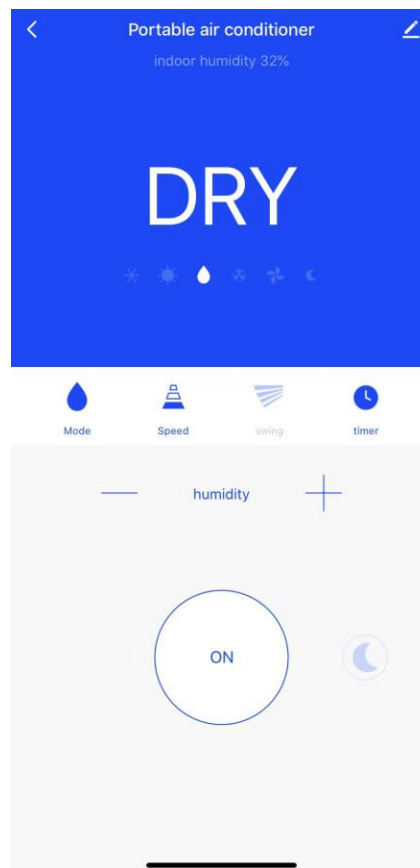 Portable air conditioner
indoor humidity 32%
DRY
Mode Speed swing timer
humidity
ON